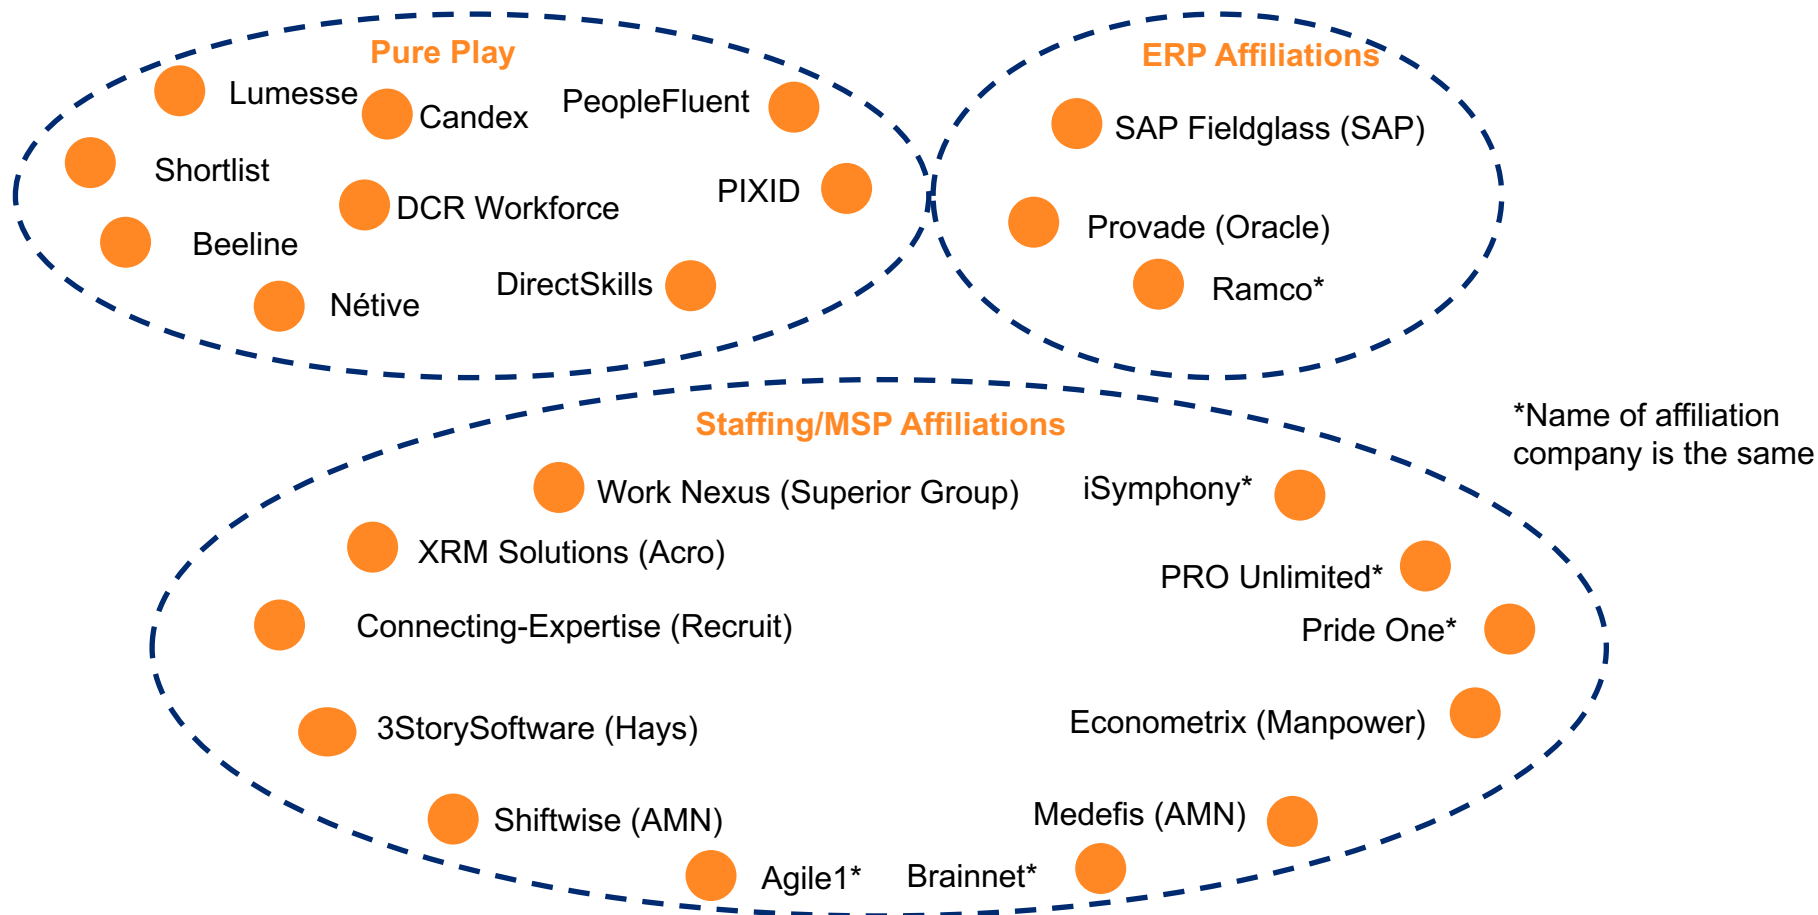 Pure Play
Lumesse
Candex
PeopleFluent
Shortlist
DCR Workforce
PIXID
Beeline
DirectSkills
Nétive
ERP Affiliations
SAP Fieldglass (SAP)
Provade (Oracle)
Ramco*
Staffing/MSP Affiliations
*Name of affiliation
company is the same
Work Nexus (Superior Group)
iSymphony*
XRM Solutions (Acro)
PRO Unlimited*
Connecting-Expertise (Recruit)
Pride One*
3StorySoftware (Hays)
Econometrix (Manpower)
Shiftwise (AMN)
Medefis (AMN)
Agile1*
Brainnet*